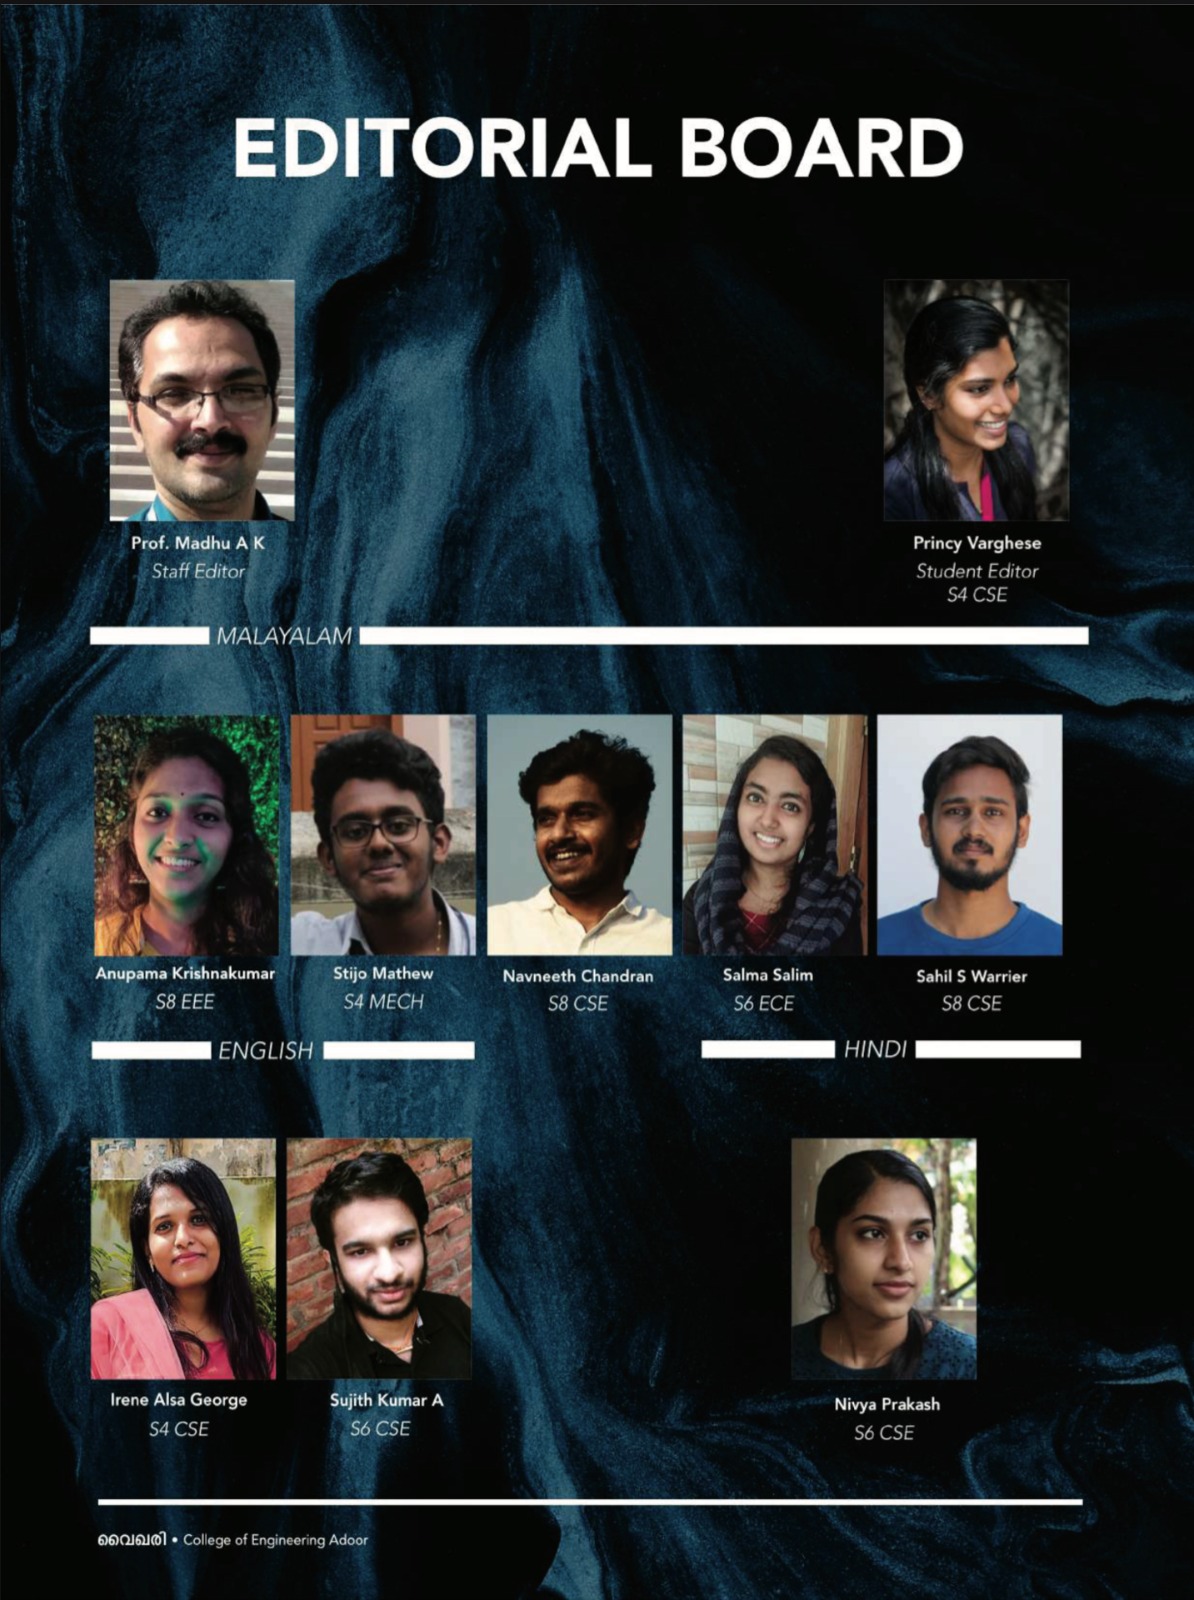 EDITORIAL BOARD
Prof. Madhu A K
Staff Editor
Princy Varghese
Student Editor
S4 CSE
MALAYALAM
Anupama Krishnakumar
S8 EEE
Stijo Mathew
S4 MECH
Navneeth Chandran
S8 CSE
Salma Salim
S6 ECE
Sahil S Warrier
S8 CSE
ENGLISH
Irene Alsa George
S4 CSE
Sujith Kumar A
S6 CSE
HINDI
Nivya Prakash
S6 CSE
വൈഖരി • College of Engineering Adoor